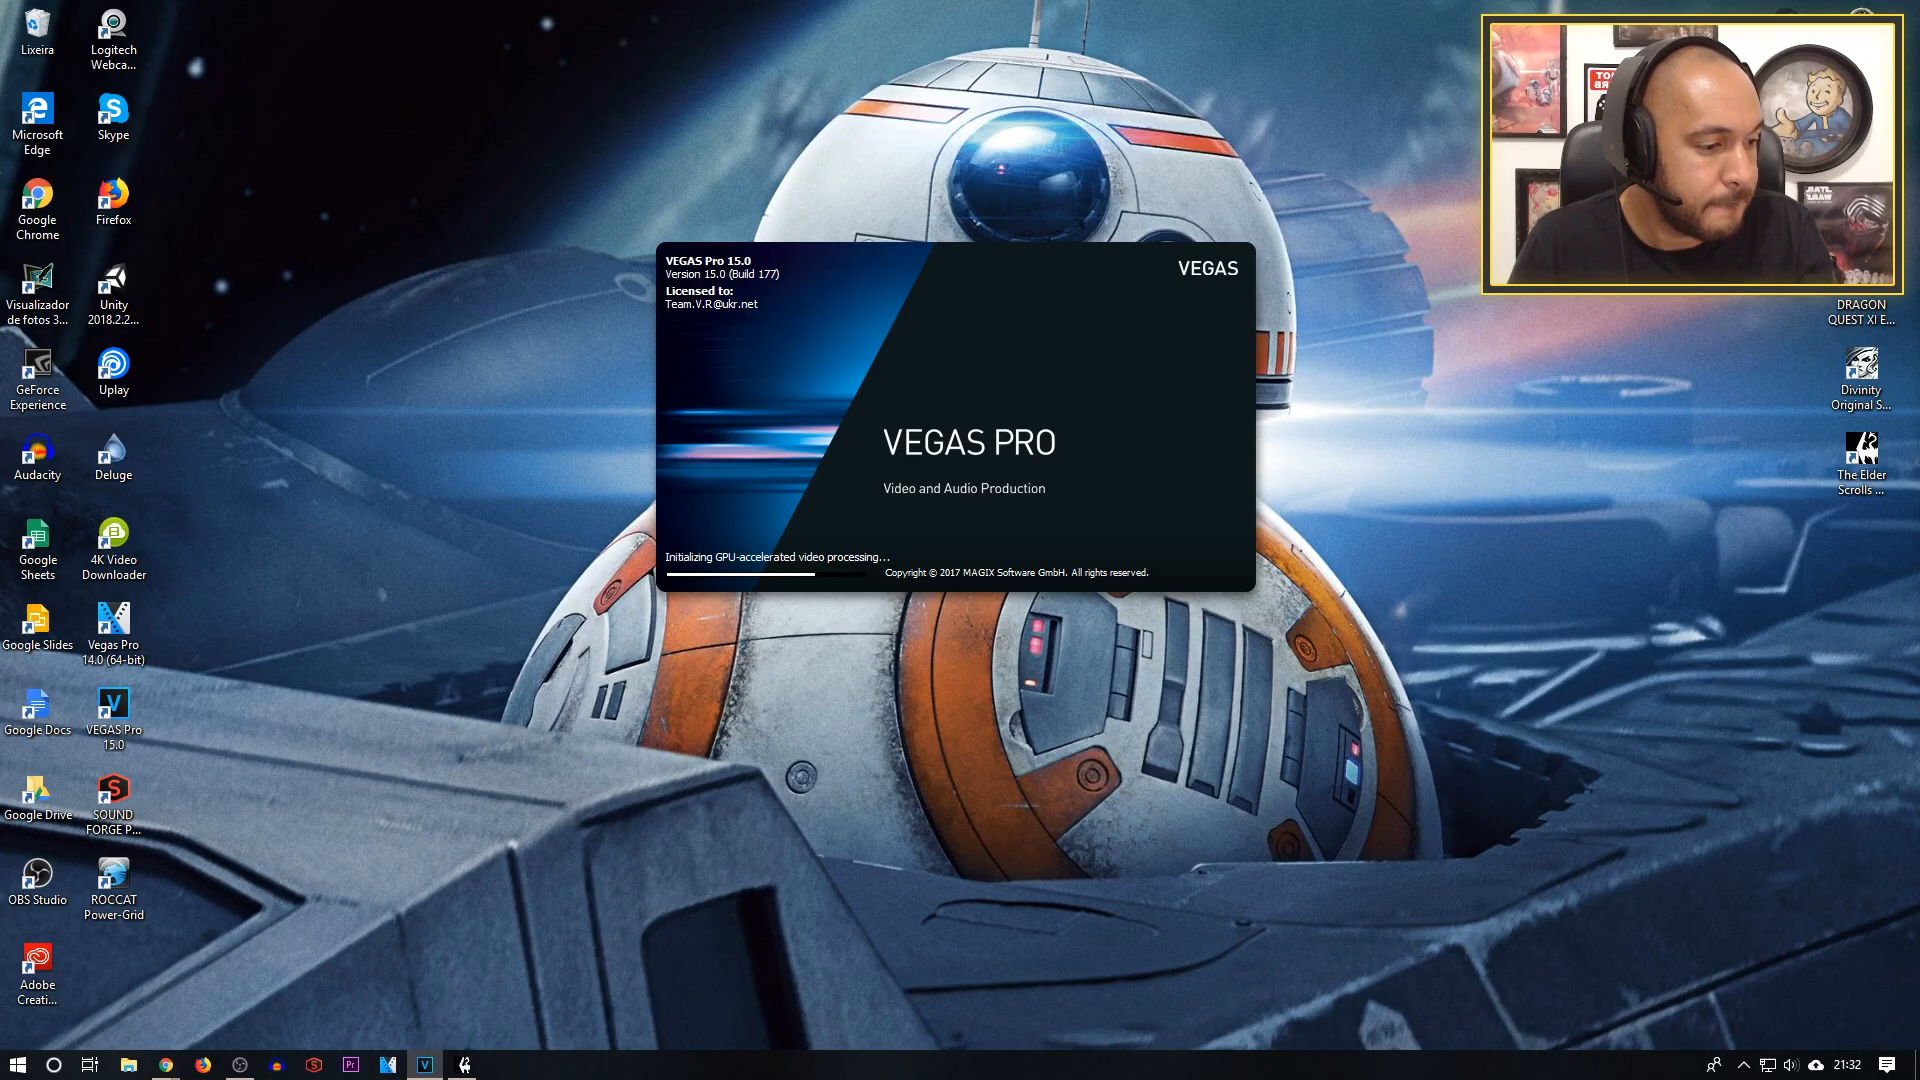 Lixeira
Logitech
Webca...
Microsoft
Edge
Skype
Google
Chrome
Firefox
Visualizador
de fotos 3...
Unity
2018.2.2...
GeForce
Experience
Uplay
Audacity
Deluge
Google
Sheets
4K Video
Downloader
Google Slides
Vegas Pro
14.0 (64-bit)
Google Docs
VEGAS Pro
15.0
Google Drive
SOUND
FORGE P...
OBS Studio
ROCCAT
Power-Grid
Adobe
Creati...
VEGAS Pro 15.0
Version 15.0 (Build 177)
Licensed to:
Team.V.R@ukr.net
VEGAS
VEGAS PRO
Video and Audio Production
Initializing GPU-accelerated video processing...
Copyright © 2017 MAGIX Software GmbH. All rights reserved.
DRAGON
QUEST XI E...
Divinity
Original S...
The Elder
Scrolls ...
21:32